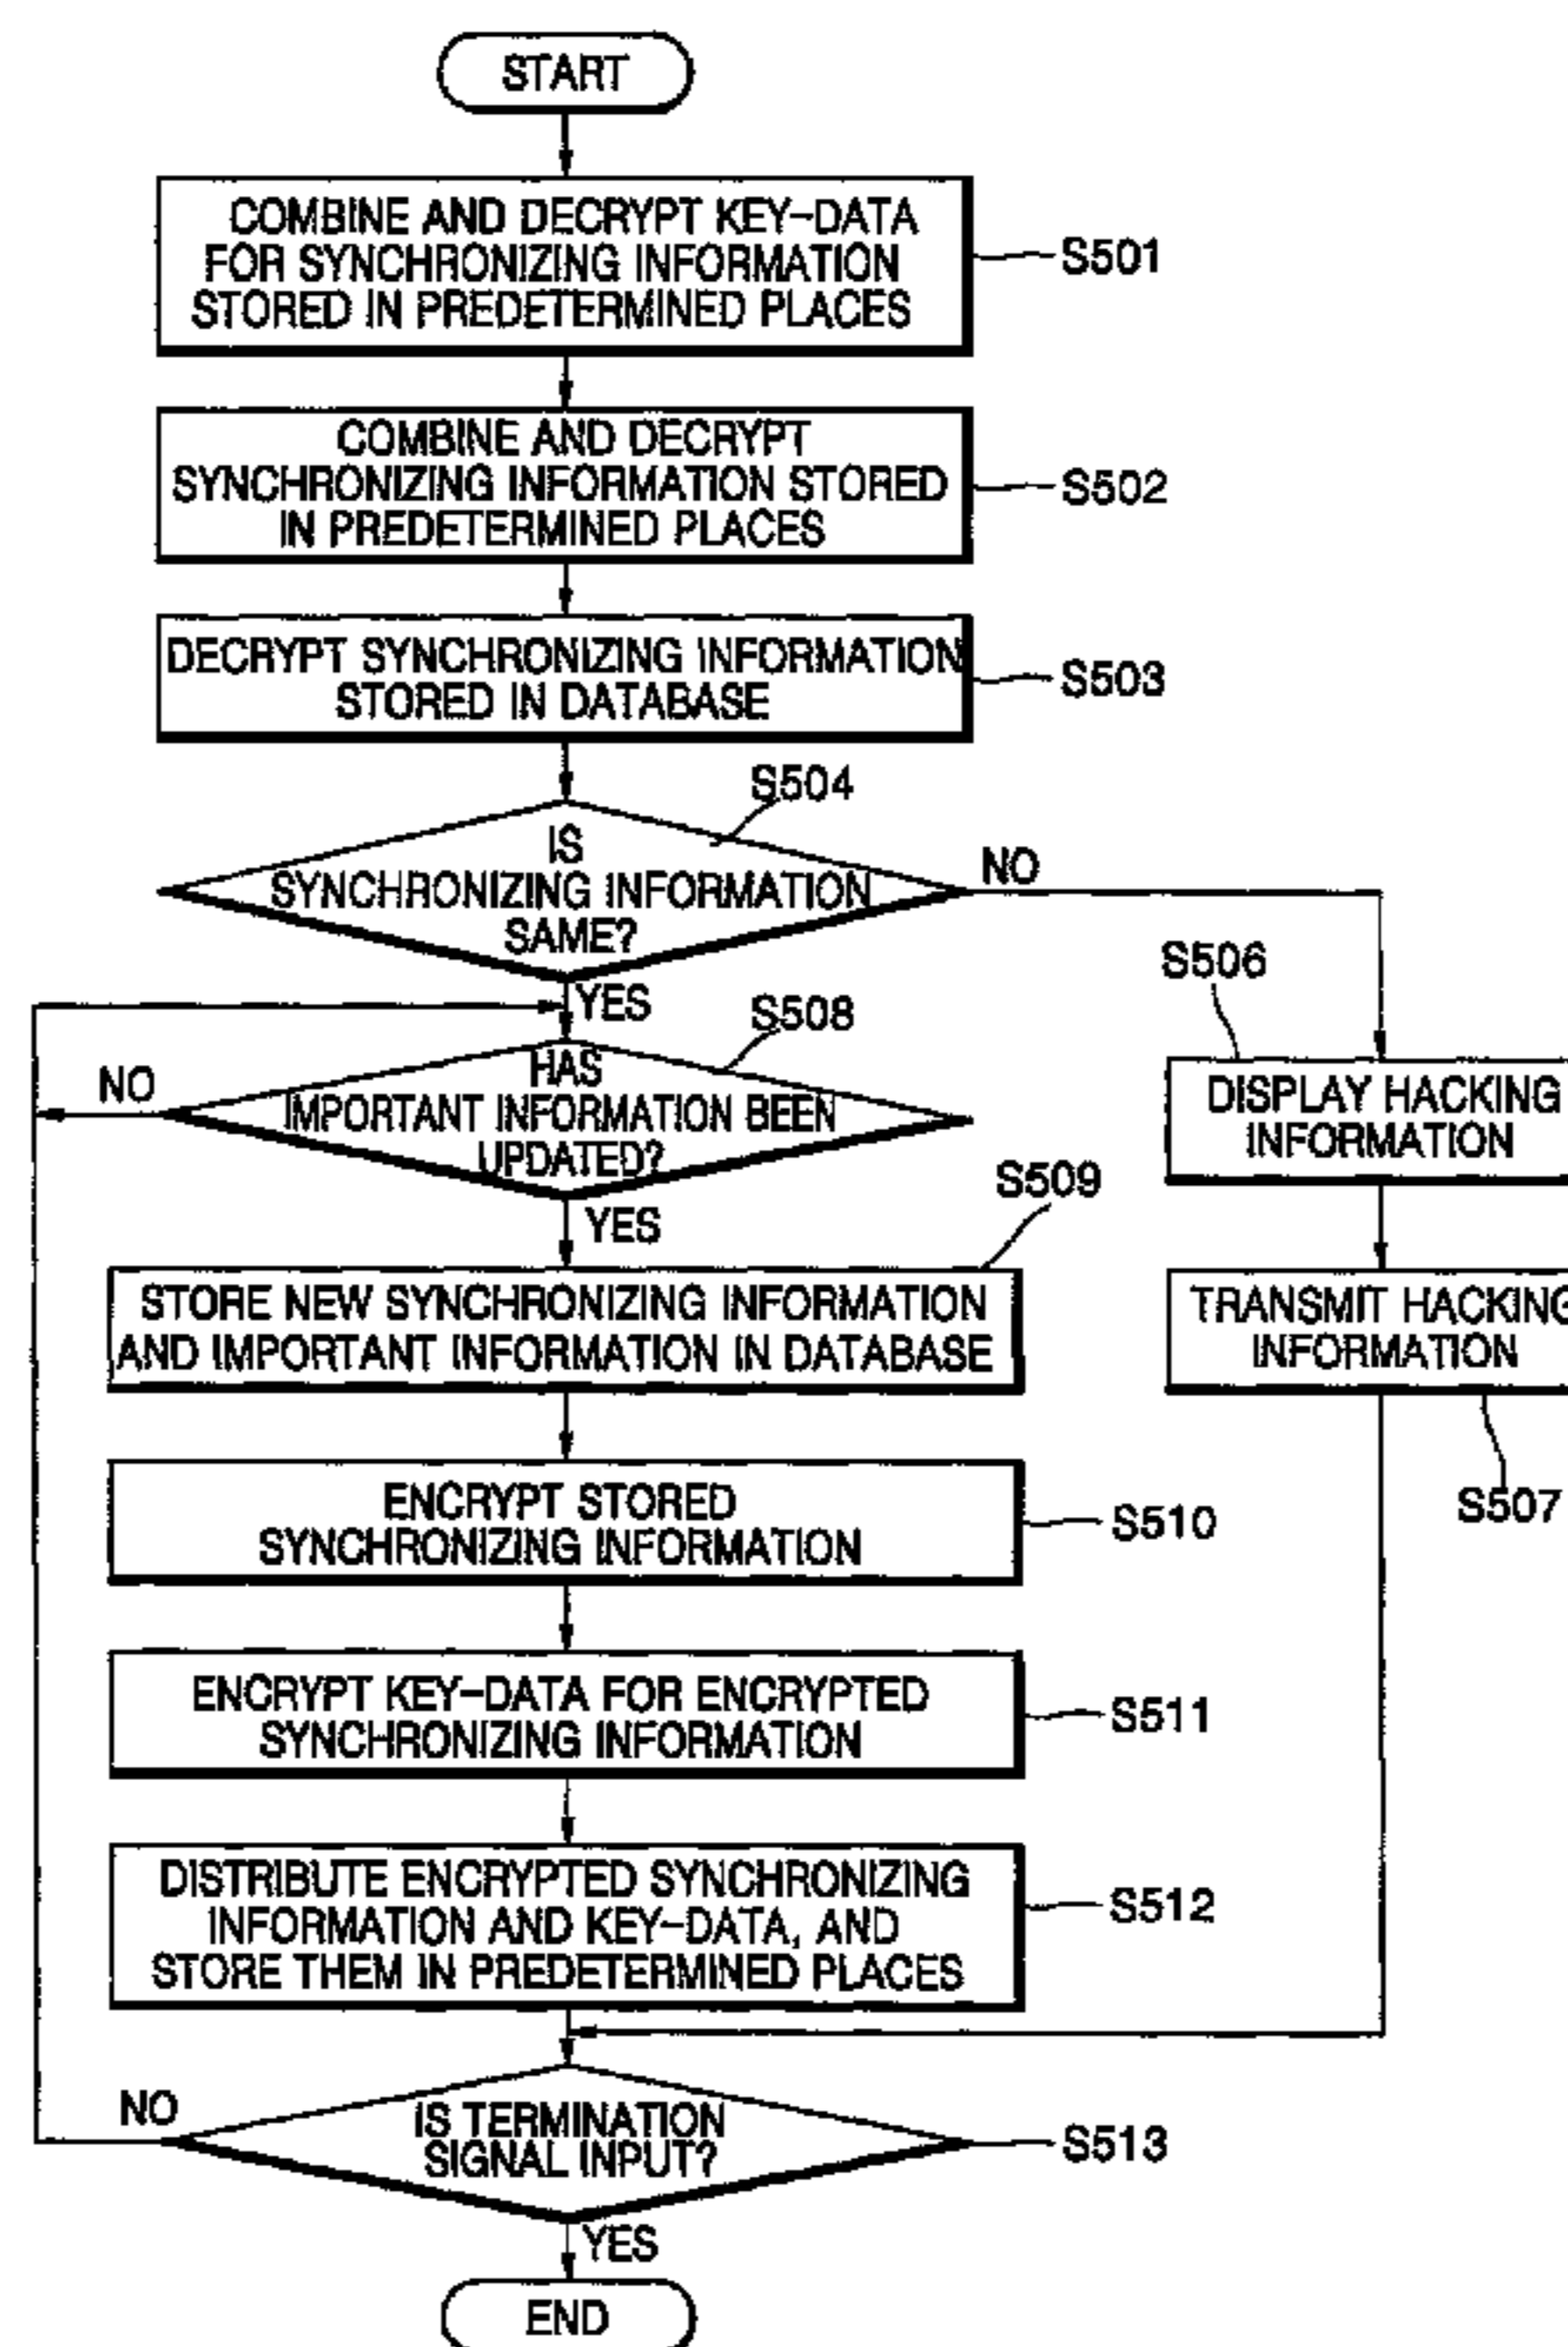 START
COMBINE AND DECRYPT KEY-DATA
FOR SYNCHRONIZING INFORMATION
STORED IN PREDETERMINED PLACES
S501
COMBINE AND DECRYPT
SYNCHRONIZING INFORMATION STORED
IN PREDETERMINED PLACES
S502
DECRYPT SYNCHRONIZING INFORMATION
STORED IN DATABASE
S503
S504
IS
SYNCHRONIZING INFORMATION
SAME?
NO
YES
S506
DISPLAY HACKING
INFORMATION
TRANSMIT HACKING
INFORMATION
S507
S508
HAS
IMPORTANT INFORMATION BEEN
UPDATED?
NO
YES
S509
STORE NEW SYNCHRONIZING INFORMATION
AND IMPORTANT INFORMATION IN DATABASE
ENCRYPT STORED
SYNCHRONIZING INFORMATION
S510
ENCRYPT KEY-DATA FOR ENCRYPTED
SYNCHRONIZING INFORMATION
S511
DISTRIBUTE ENCRYPTED SYNCHRONIZING
INFORMATION AND KEY-DATA, AND
STORE THEM IN PREDETERMINED PLACES
S512
NO
IS TERMINATION
SIGNAL INPUT?
S513
YES
END